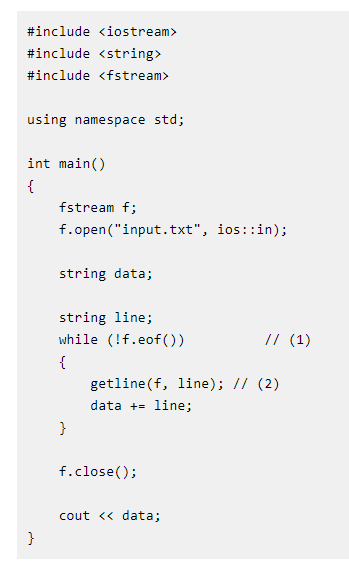 #include <iostream>
#include <string>
#include <fstream>

using namespace std;

int main()
{
    fstream f;
    f.open("input.txt", ios::in);

    string data;

    string line;
    while (!f.eof())          // (1)
    {
        getline(f, line); // (2)
        data += line;
    }

    f.close();

    cout << data;
}